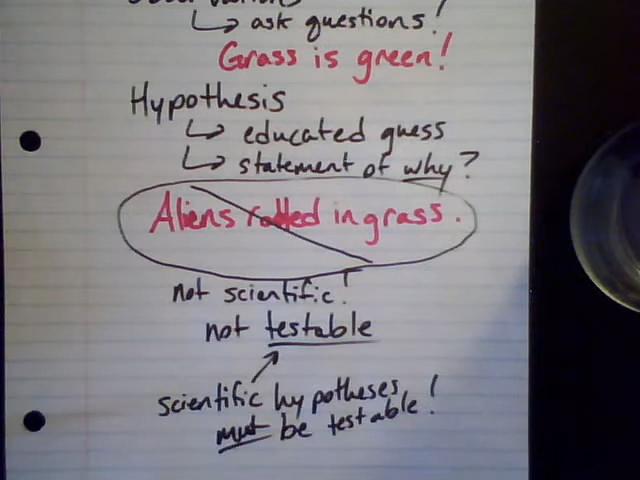 Observations!
↳ ask questions!
Grass is green!
Hypothesis
↳ educated guess
↳ statement of why?
Aliens rolled in grass.
not scientific!
not testable
scientific hypotheses
must be testable!